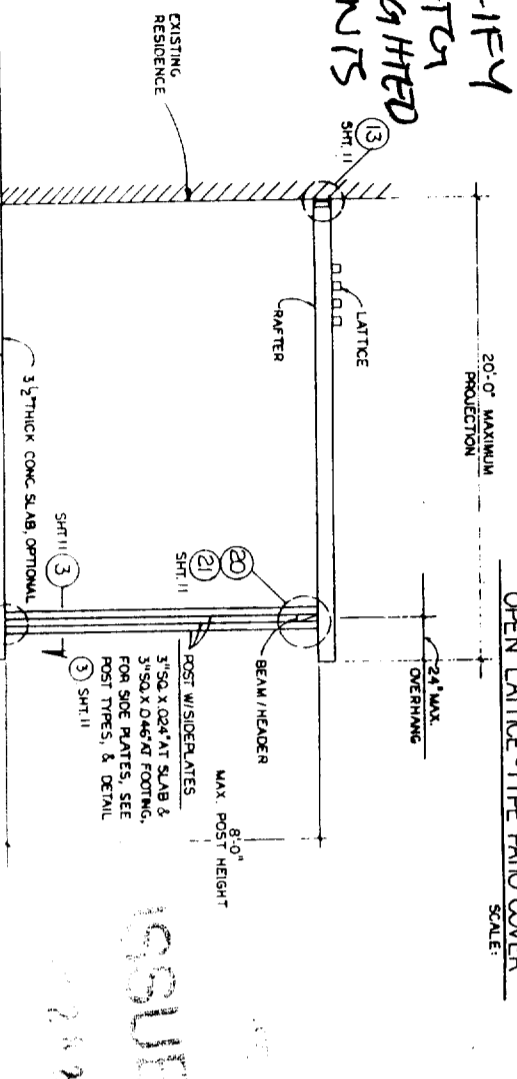 OPEN LATTICE-TYPE PATIO COVER
SCALE:
20'-0" MAXIMUM
PROJECTION
24" MAX.
OVERHANG
13
SHT. 11
LATTICE
RAFTER
BEAM / HEADER
EXISTING
RESIDENCE
20
21
SHT. 11
8'-0"
MAX. POST HEIGHT
POST W/SIDEPLATES
3"SQ. X .024" AT SLAB &
3"SQ. X .046" AT FOOTING,
FOR SIDE PLATES, SEE
POST TYPES, & DETAIL
3 SHT. 11
SHT 11 3
3 1/2" THICK CONC. SLAB, OPTIONAL